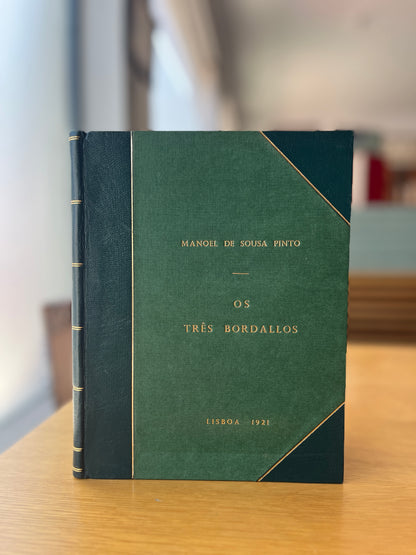 MANOEL DE SOUSA PINTO
OS
TRÊS BORDALLOS
LISBOA 1921